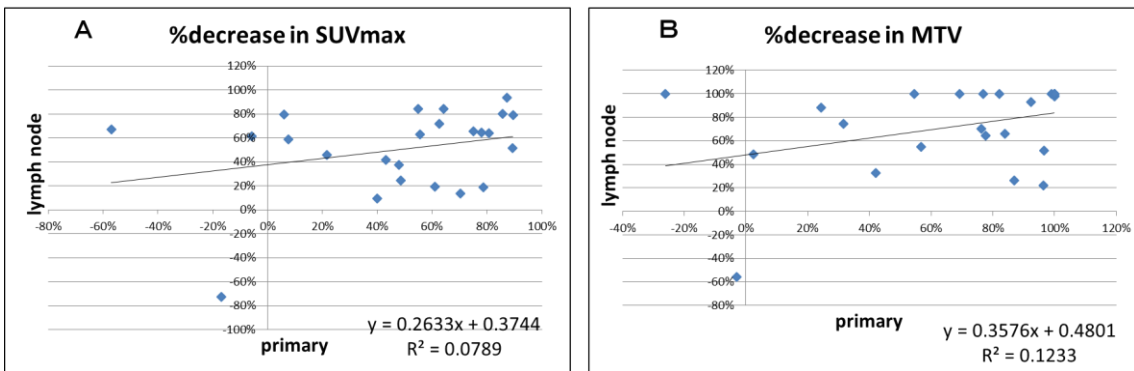 A
%decrease in SUVmax
120%
100%
80%
60%
40%
20%
0%
-80% -60% -40% -20% 0% 20% 40% 60% 80% 100%
-20%
-40%
-60%
-80%
-100%
lymph node
primary
y = 0.2633x + 0.3744
R² = 0.0789
B
%decrease in MTV
120%
100%
80%
60%
40%
20%
0%
-40% -20% 0% 20% 40% 60% 80% 100% 120%
-20%
-40%
-60%
-80%
lymph node
primary
y = 0.3576x + 0.4801
R² = 0.1233